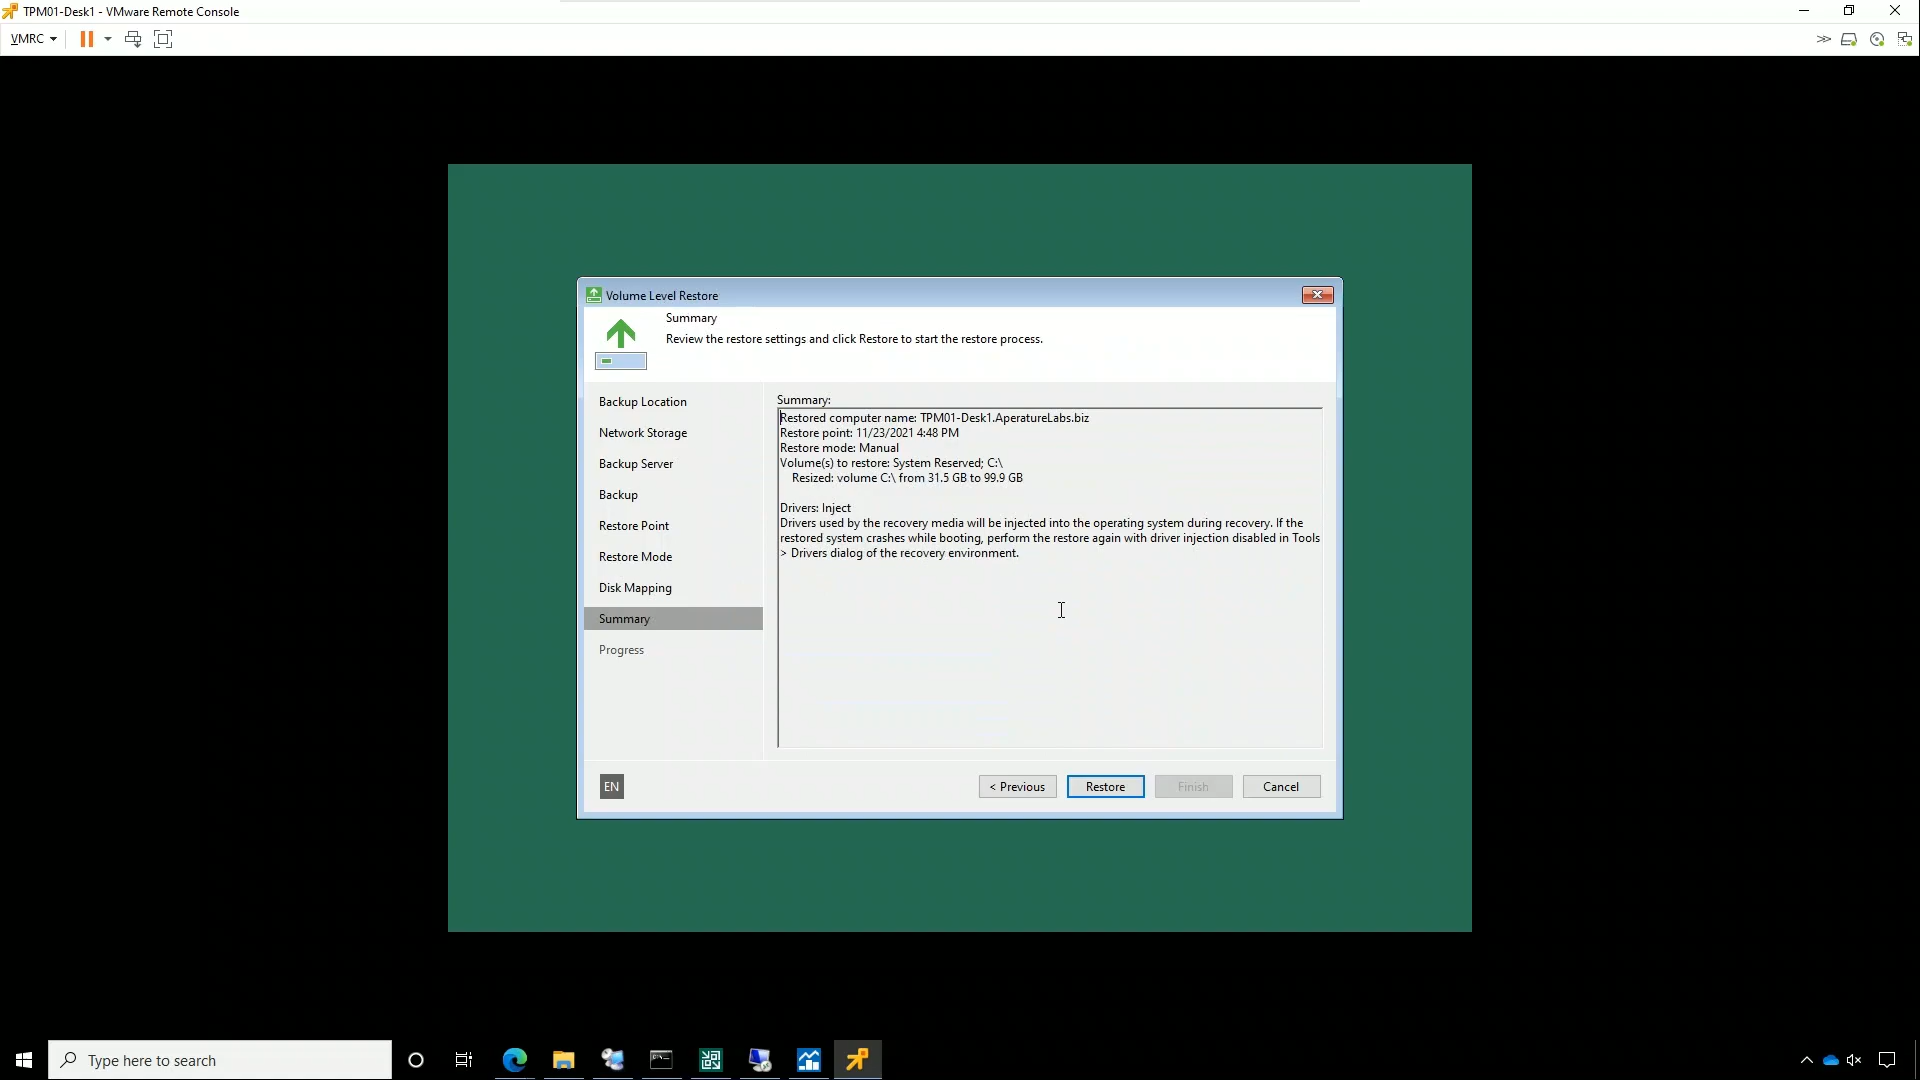 TPM01-Desk1 - VMware Remote Console
VMRC
Volume Level Restore
Summary
Review the restore settings and click Restore to start the restore process.
Backup Location
Network Storage
Backup Server
Backup
Restore Point
Restore Mode
Disk Mapping
Summary
Progress
Summary:
Restored computer name: TPM01-Desk1.AperatureLabs.biz
Restore point: 11/23/2021 4:48 PM
Restore mode: Manual
Volume(s) to restore: System Reserved; C:\
Resized: volume C:\ from 31.5 GB to 99.9 GB
Drivers: Inject
Drivers used by the recovery media will be injected into the operating system during recovery. If the
restored system crashes while booting, perform the restore again with driver injection disabled in Tools
> Drivers dialog of the recovery environment.
EN
< Previous
Restore
Finish
Cancel
Type here to search